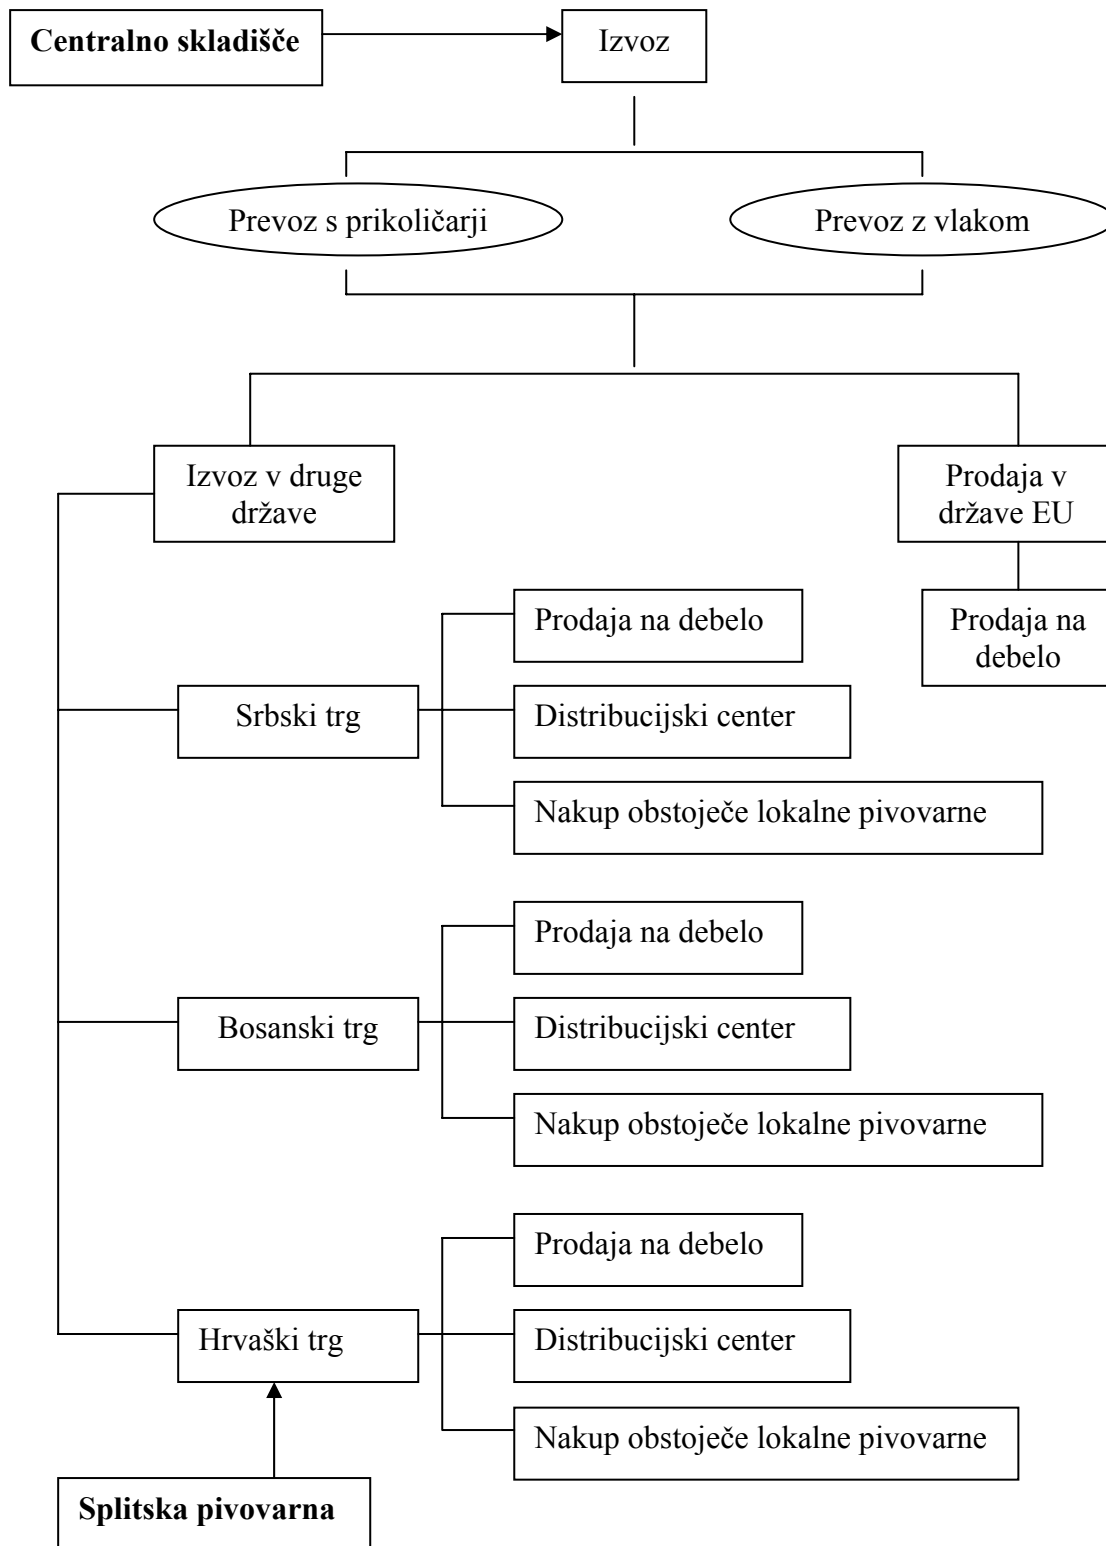 Centralno skladišče
Izvoz
Prevoz s prikoličarji
Prevoz z vlakom
Izvoz v druge
države
Prodaja v
države EU
Prodaja na
debelo
Prodaja na debelo
Srbski trg
Distribucijski center
Nakup obstoječe lokalne pivovarne
Prodaja na debelo
Bosanski trg
Distribucijski center
Nakup obstoječe lokalne pivovarne
Prodaja na debelo
Hrvaški trg
Distribucijski center
Nakup obstoječe lokalne pivovarne
Splitska pivovarna